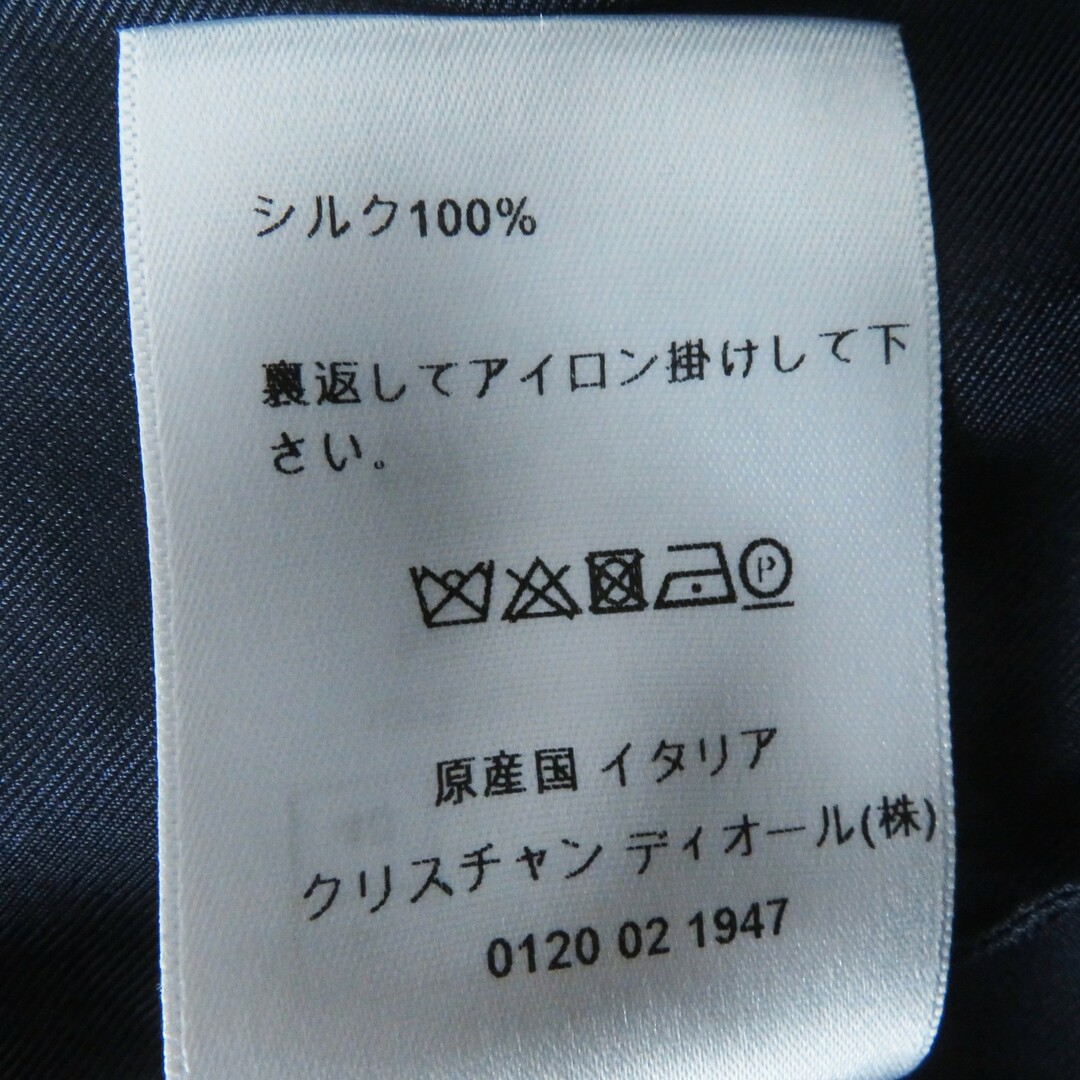 シルク100%
裏返してアイロン掛けして下
さい。
P
原産国 イタリア
クリスチャン ディオール(株)
0120 02 1947